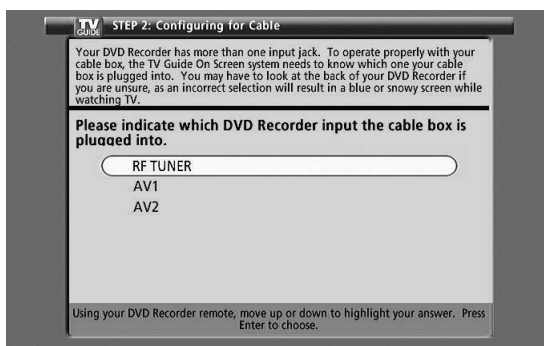 TV GUIDE STEP 2: Configuring for Cable
Your DVD Recorder has more than one input jack. To operate properly with your
cable box, the TV Guide On Screen system needs to know which one your cable
box is plugged into. You may have to look at the back of your DVD Recorder if
you are unsure, as an incorrect selection will result in a blue or snowy screen while
watching TV.
Please indicate which DVD Recorder input the cable box is
plugged into.
RF TUNER
AV1
AV2
Using your DVD Recorder remote, move up or down to highlight your answer. Press
Enter to choose.